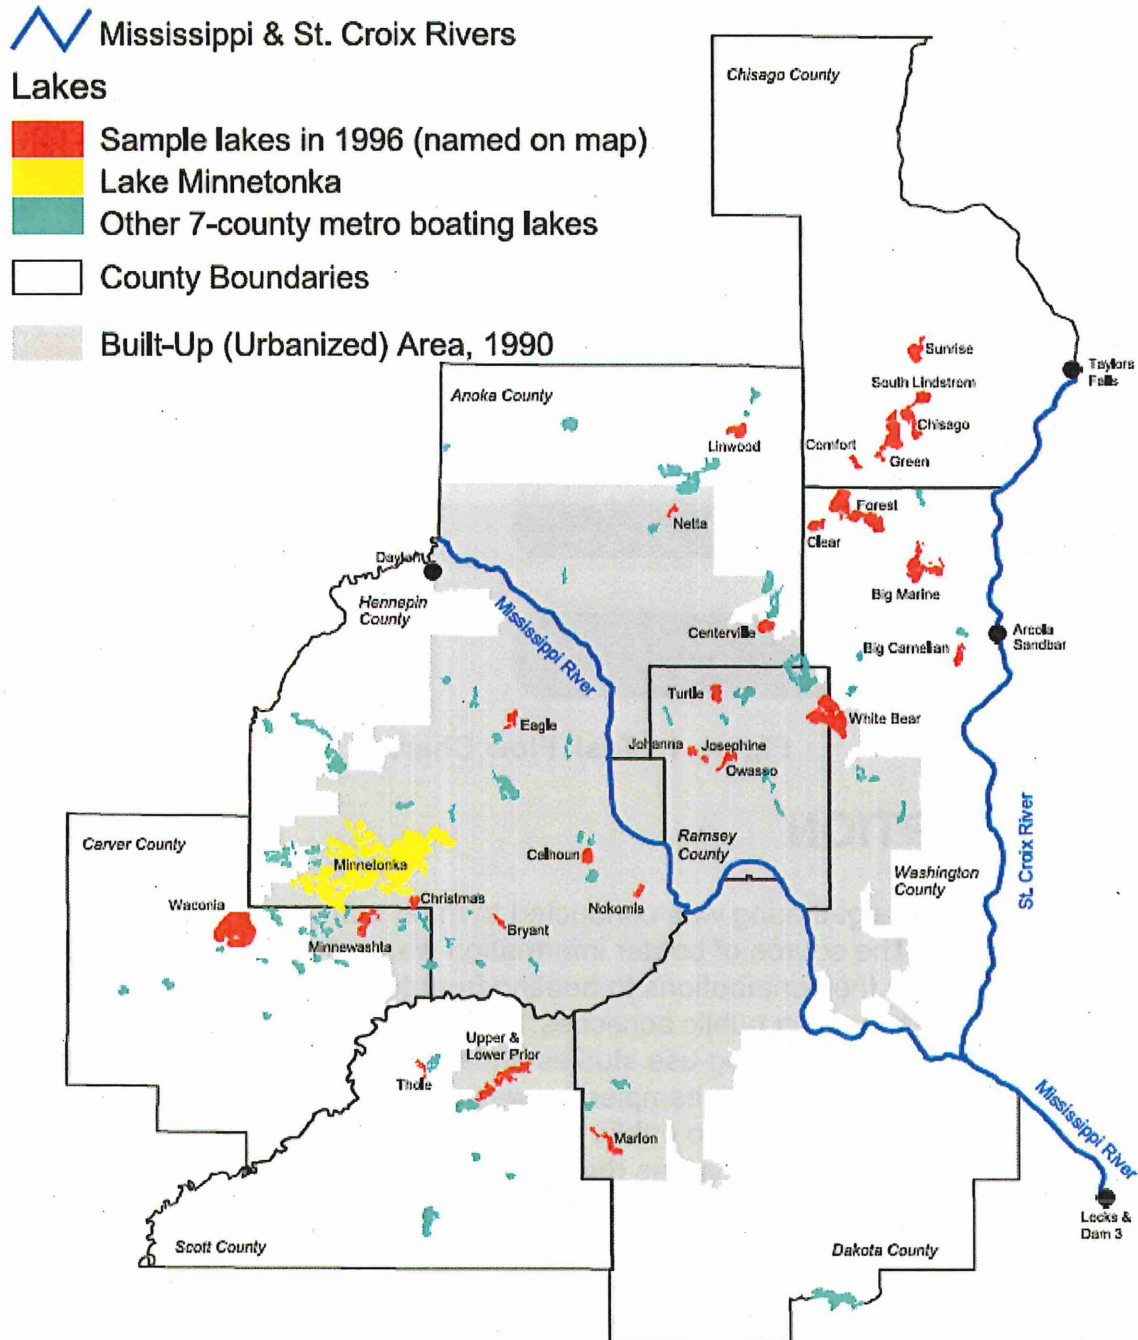 Mississippi & St. Croix Rivers
Lakes
Sample lakes in 1996 (named on map)
Lake Minnetonka
Other 7-county metro boating lakes
County Boundaries
Built-Up (Urbanized) Area, 1990
Chisago County
Sunrise
South Lindstrom
Chisago
Comfort
Green
Taylors
Falls
Anoka County
Linwood
Netta
Forest
Clear
Big Marine
Dayton
Hennepin
County
Mississippi River
Centerville
Big Carnelian
Arcola
Sandbar
Turtle
White Bear
Eagle
Johanna
Josephine
Owasso
Carver County
Minnetonka
Calhoun
Ramsey
County
Washington
County
St. Croix River
Waconia
Christmas
Nokomis
Minnewashta
Bryant
Upper &
Lower Prior
Thole
Marion
Mississippi River
Locks &
Dam 3
Scott County
Dakota County